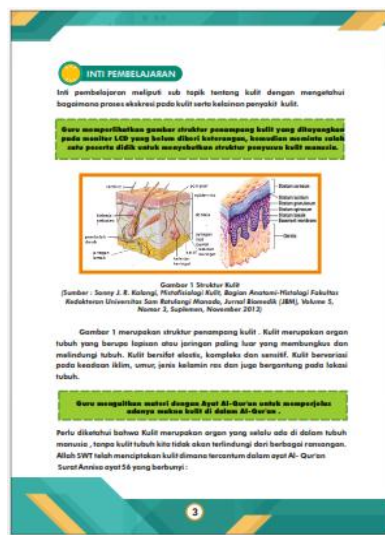 INTI PEMBELAJARAN
Inti pembelajaran meliputi sub topik tentang kulit dengan mengetahui
bagaimana proses ekskresi pada kulit serta kelainan penyakit kulit.
Guru memperlihatkan gambar struktur penampang kulit yang ditayangkan
pada moniter LCD yang belum diberi keterangan, kemudian meminta salah
satu peserta didik untuk menyebutkan struktur penyusun kulit manusia.
epidermis
dermis
Dermis
Gambar 1 Struktur Kulit
(Sumber : Sonny J. R. Kalangi, Histofisiologi Kulit, Bagian Anatomi-Histologi Fakultas
Kedokteran Universitas Sam Ratulangi Manado, Jurnal Biomedik (JBM), Volume 5,
Nomor 3, Suplemen, November 2013)
Gambar 1 merupakan struktur penampang kulit . Kulit merupakan organ
tubuh yang berupa lapisan atau jaringan paling luar yang membungkus dan
melindungi tubuh. Kulit bersifat elastis, kompleks dan sensitif. Kulit bervariasi
pada keadaan iklim, umur, jenis kelamin ras dan juga bergantung pada lokasi
tubuh.
Guru mengaitkan materi dengan Ayat Al-Qur'an untuk memperjelas
adanya makna kulit di dalam Al-Qur'an .
Perlu diketahui bahwa Kulit merupakan organ yang selalu ada di dalam tubuh
manusia , tanpa kulit tubuh kita tidak akan terlindungi dari berbagai ransangan.
Allah SWT telah menciptakan kulit dimana tercantum dalam ayat Al- Qur'an
Surat Annisa ayat 56 yang berbunyi :
3